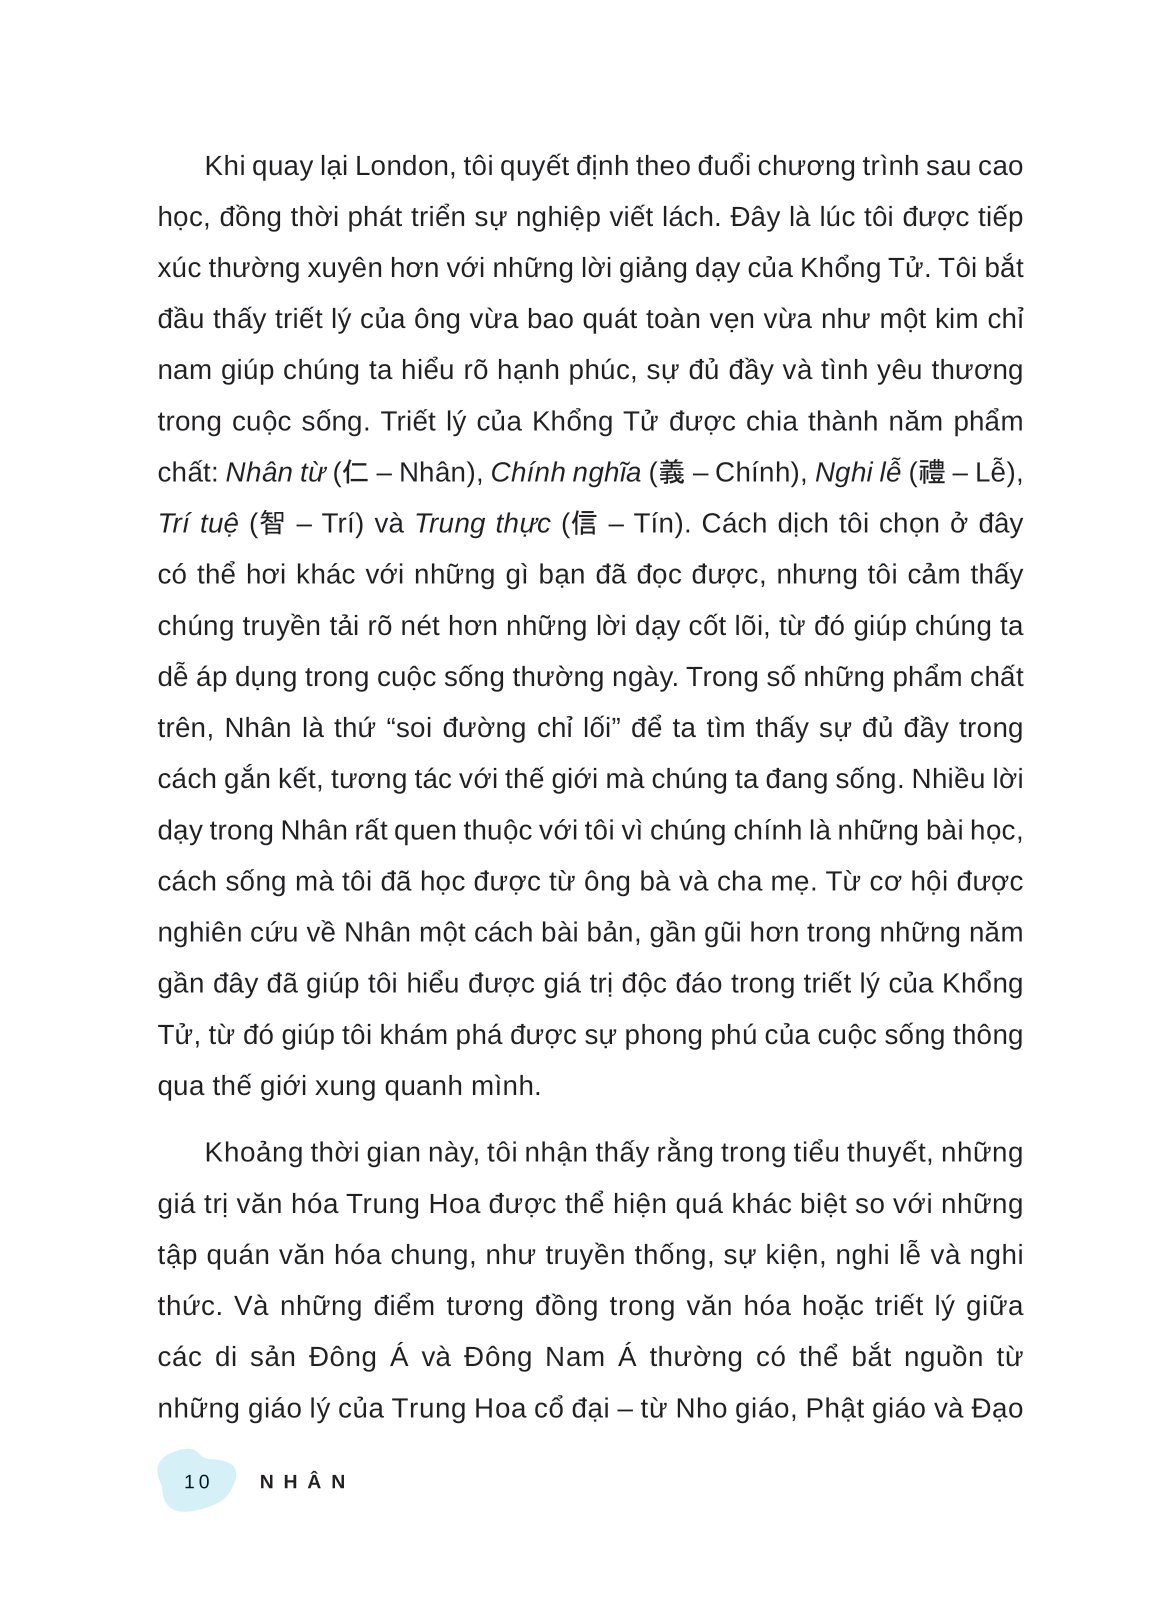 Khi quay lại London, tôi quyết định theo đuổi chương trình sau cao
học, đồng thời phát triển sự nghiệp viết lách. Đây là lúc tôi được tiếp
xúc thường xuyên hơn với những lời giảng dạy của Khổng Tử. Tôi bắt
đầu thấy triết lý của ông vừa bao quát toàn vẹn vừa như một kim chỉ
nam giúp chúng ta hiểu rõ hạnh phúc, sự đủ đầy và tình yêu thương
trong cuộc sống. Triết lý của Khổng Tử được chia thành năm phẩm
chất: Nhân từ (仁 – Nhân), Chính nghĩa (義 – Chính), Nghi lễ (禮 – Lễ),
Trí tuệ (智 – Trí) và Trung thực (信 – Tín). Cách dịch tôi chọn ở đây
có thể hơi khác với những gì bạn đã đọc được, nhưng tôi cảm thấy
chúng truyền tải rõ nét hơn những lời dạy cốt lõi, từ đó giúp chúng ta
dễ áp dụng trong cuộc sống thường ngày. Trong số những phẩm chất
trên, Nhân là thứ “soi đường chỉ lối” để ta tìm thấy sự đủ đầy trong
cách gắn kết, tương tác với thế giới mà chúng ta đang sống. Nhiều lời
dạy trong Nhân rất quen thuộc với tôi vì chúng chính là những bài học,
cách sống mà tôi đã học được từ ông bà và cha mẹ. Từ cơ hội được
nghiên cứu về Nhân một cách bài bản, gần gũi hơn trong những năm
gần đây đã giúp tôi hiểu được giá trị độc đáo trong triết lý của Khổng
Tử, từ đó giúp tôi khám phá được sự phong phú của cuộc sống thông
qua thế giới xung quanh mình.
Khoảng thời gian này, tôi nhận thấy rằng trong tiểu thuyết, những
giá trị văn hóa Trung Hoa được thể hiện quá khác biệt so với những
tập quán văn hóa chung, như truyền thống, sự kiện, nghi lễ và nghi
thức. Và những điểm tương đồng trong văn hóa hoặc triết lý giữa
các di sản Đông Á và Đông Nam Á thường có thể bắt nguồn từ
những giáo lý của Trung Hoa cổ đại – từ Nho giáo, Phật giáo và Đạo
10 NHÂN